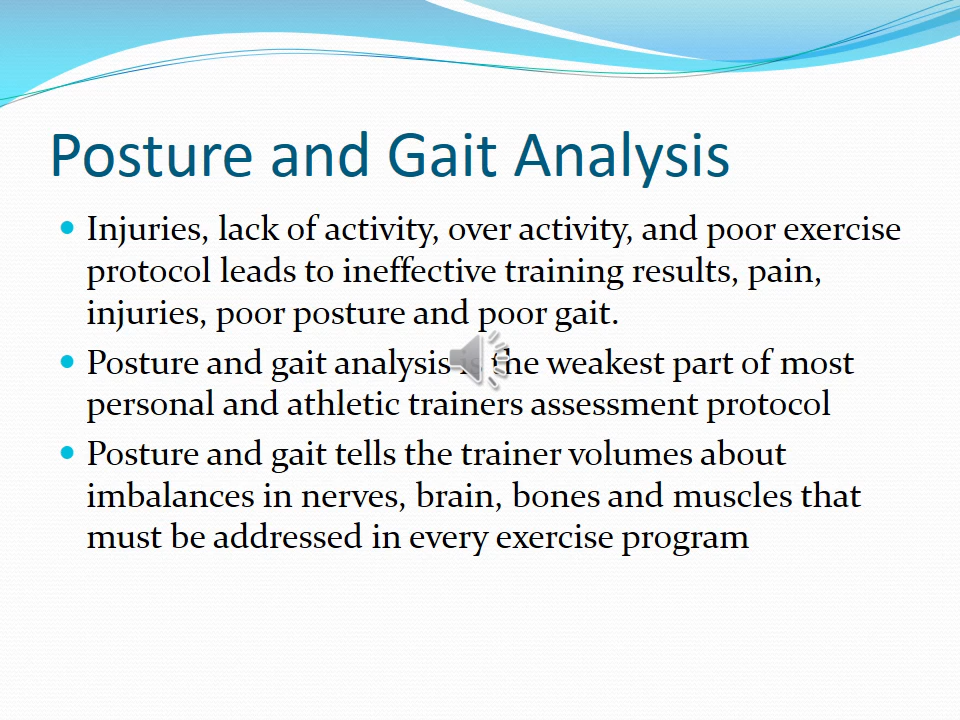 Posture and Gait Analysis
• Injuries, lack of activity, over activity, and poor exercise
protocol leads to ineffective training results, pain,
injuries, poor posture and poor gait.
• Posture and gait analysis is the weakest part of most
personal and athletic trainers assessment protocol
• Posture and gait tells the trainer volumes about
imbalances in nerves, brain, bones and muscles that
must be addressed in every exercise program